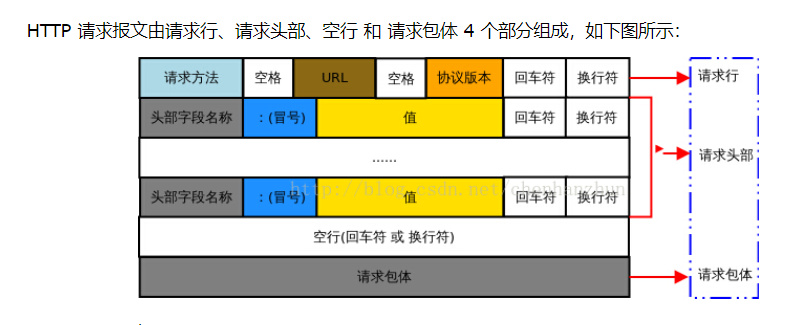 HTTP 请求报文由请求行、请求头部、空行 和 请求包体 4 个部分组成，如下图所示：
请求方法 空格 URL 空格 协议版本 回车符 换行符 请求行
头部字段名称 ：(冒号) 值 回车符 换行符
...... 请求头部
http://blog.csdn.net/chenhanzhun
头部字段名称 ：(冒号) 值 回车符 换行符
空行(回车符 或 换行符)
请求包体 请求包体